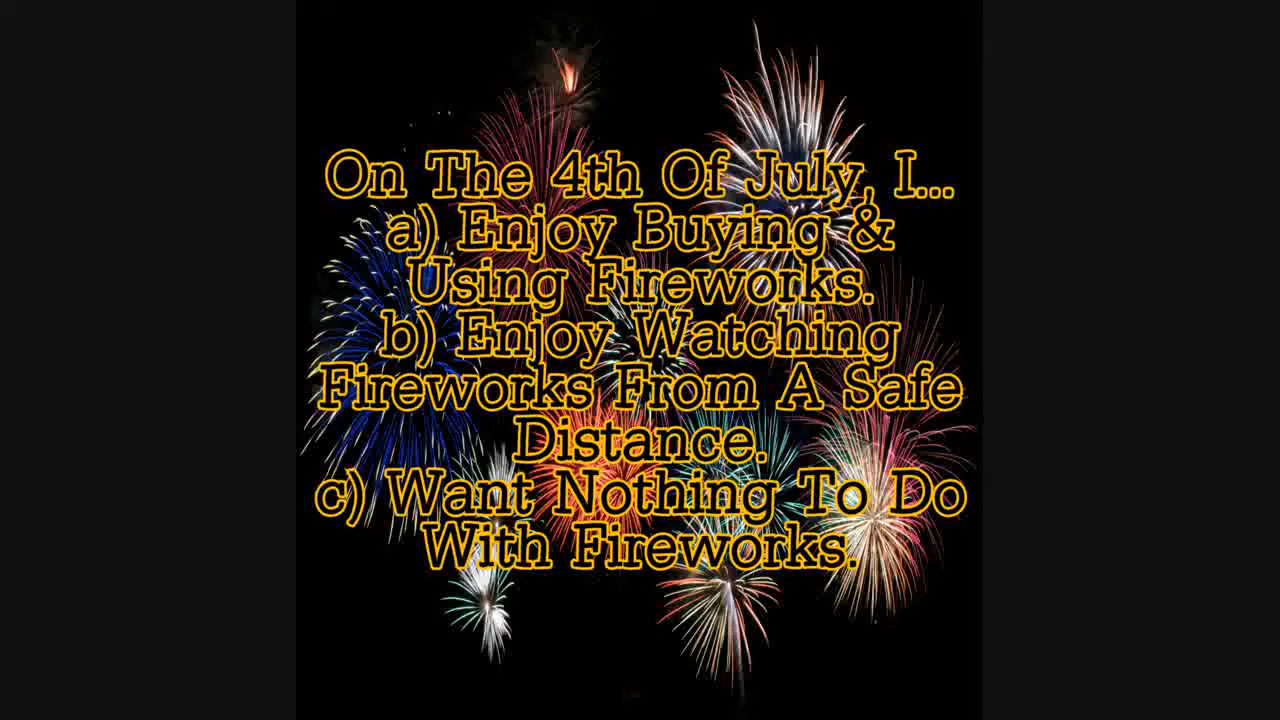 On The 4th Of July, I...
a) Enjoy Buying &
Using Fireworks.
b) Enjoy Watching
Fireworks From A Safe
Distance.
c) Want Nothing To Do
With Fireworks.